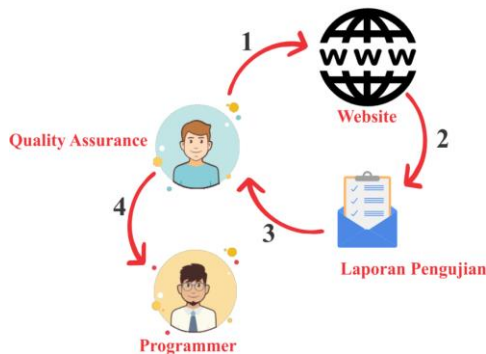 1
WWW
Website
Quality Assurance
2
4
3
Laporan Pengujian
Programmer